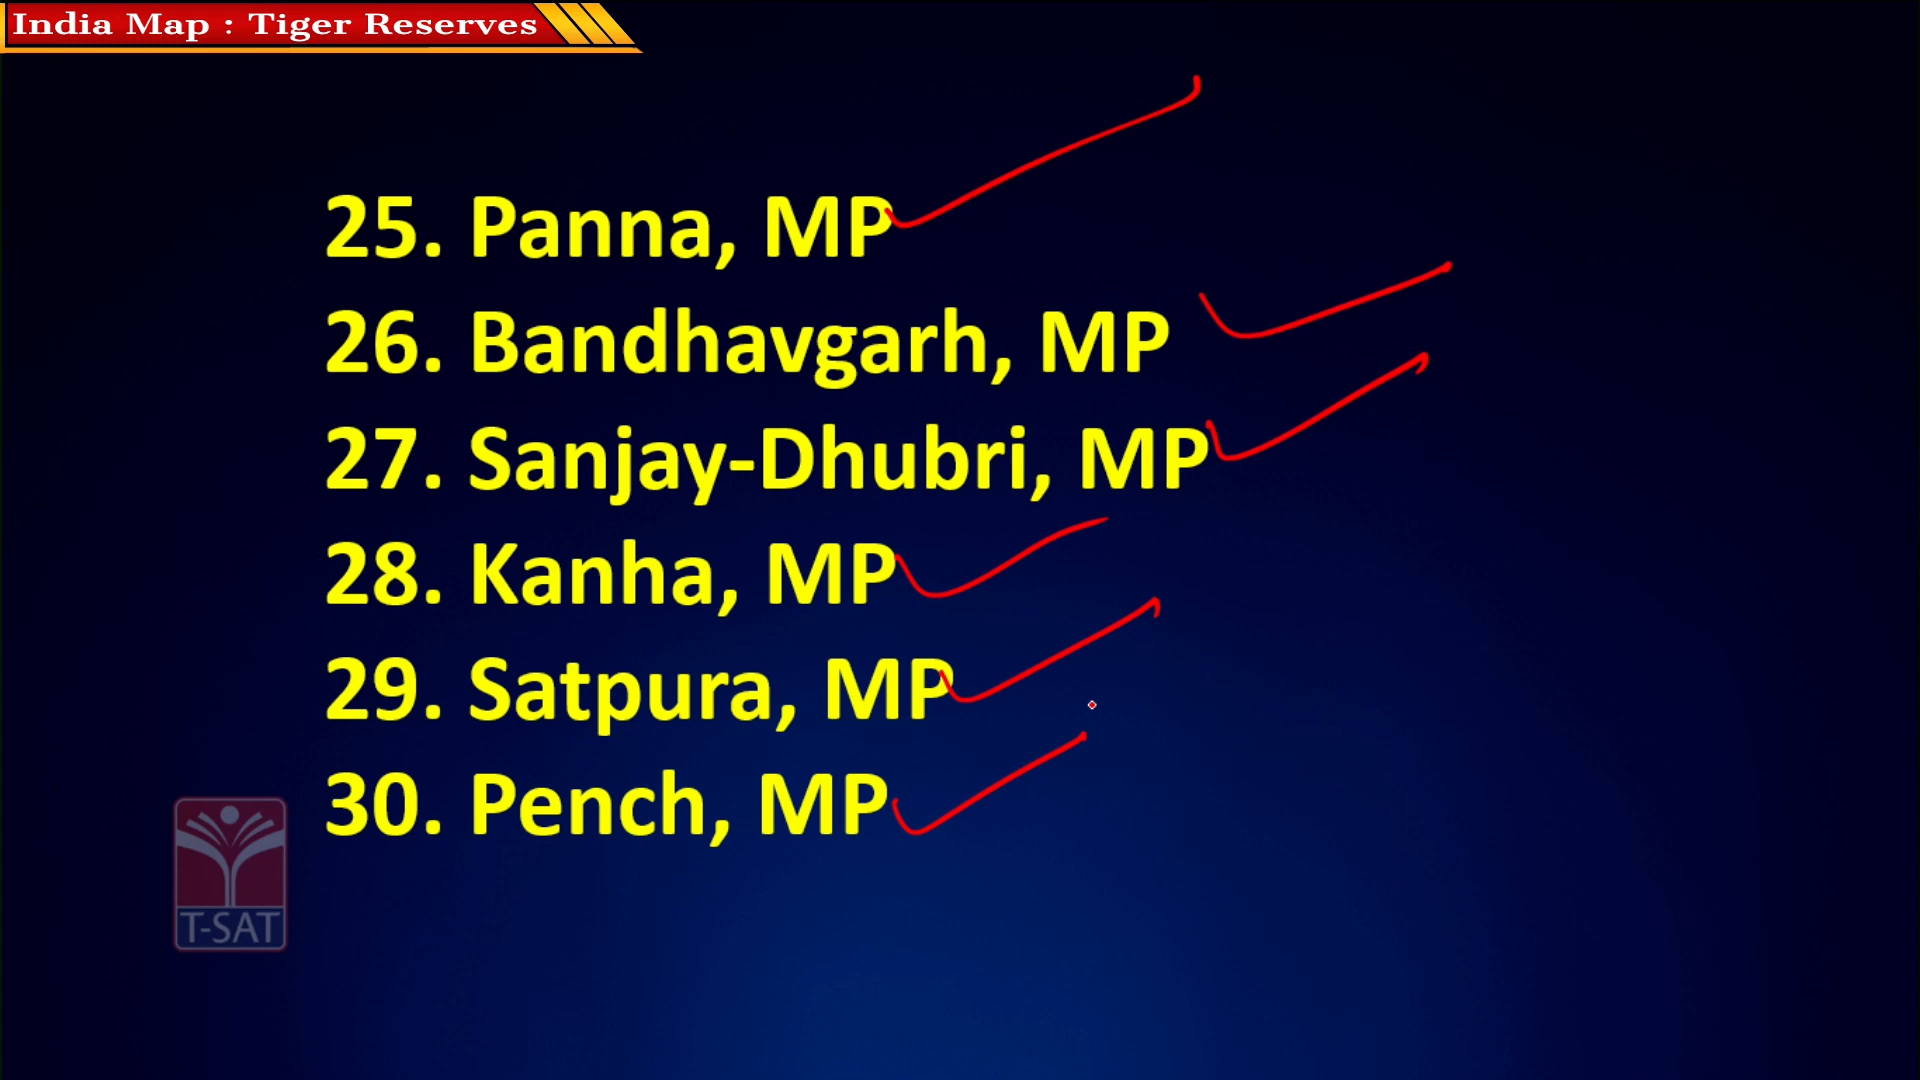 India Map : Tiger Reserves
25. Panna, MP
26. Bandhavgarh, MP
27. Sanjay-Dhubri, MP
28. Kanha, MP
29. Satpura, MP
30. Pench, MP
T-SAT